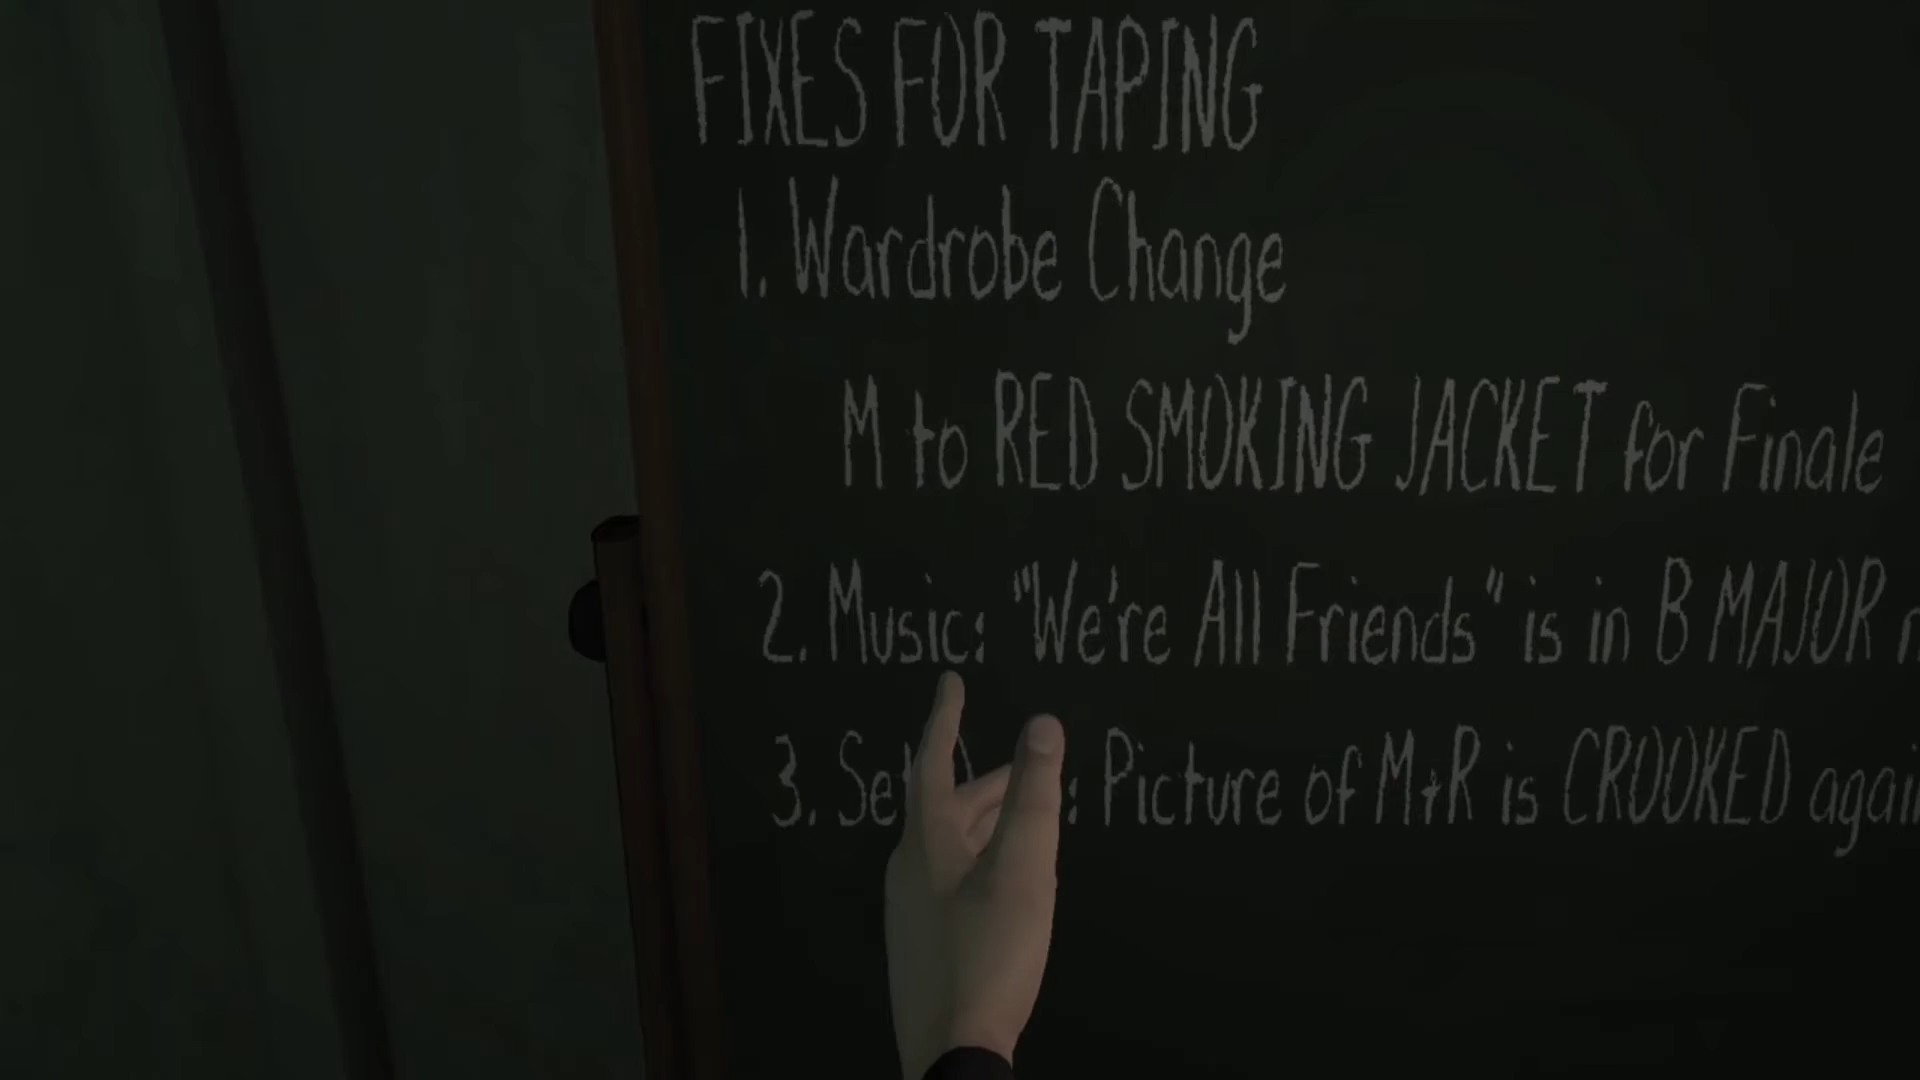 FIXES FOR TAPING
1. Wardrobe Change
M to RED SMOKING JACKET for Finale
2. Music: "We're All Friends" is in B MAJOR
3. : Picture of M+R is CROOKED